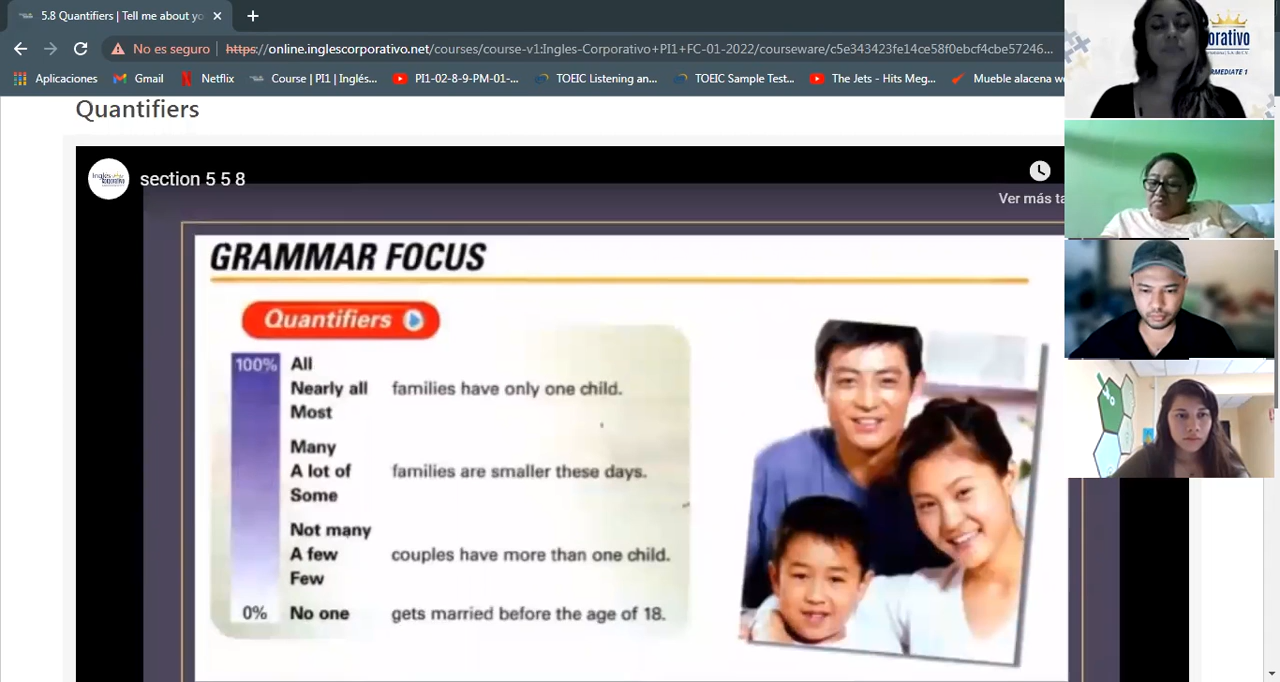 5.8 Quantifiers | Tell me about yo
No es seguro | https://online.inglescorporativo.net/courses/course-v1:Ingles-Corporativo+PI1+FC-01-2022/courseware/c5e343423fe14ce58f0ebcf4cbe57246...
Aplicaciones Gmail Netflix Course | PI1 | Inglés... PI1-02-8-9-PM-01-... TOEIC Listening an... TOEIC Sample Test... The Jets - Hits Meg... Mueble alacena
Quantifiers
section 5 5 8
Ver más
GRAMMAR FOCUS
Quantifiers
100% All
Nearly all families have only one child.
Most
Many
A lot of families are smaller these days.
Some
Not many
A few couples have more than one child.
Few
0% No one gets married before the age of 18.